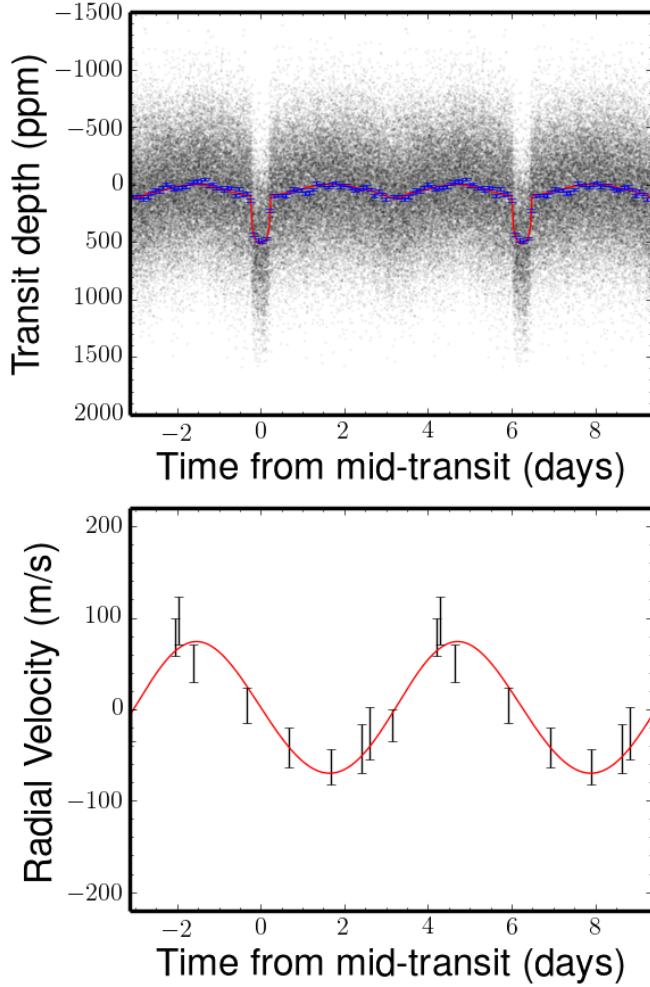 −1500
−1000
−500
0
500
1000
1500
2000
Transit depth (ppm)
−2 0 2 4 6 8
Time from mid-transit (days)
200
100
0
−100
−200
Radial Velocity (m/s)
−2 0 2 4 6 8
Time from mid-transit (days)